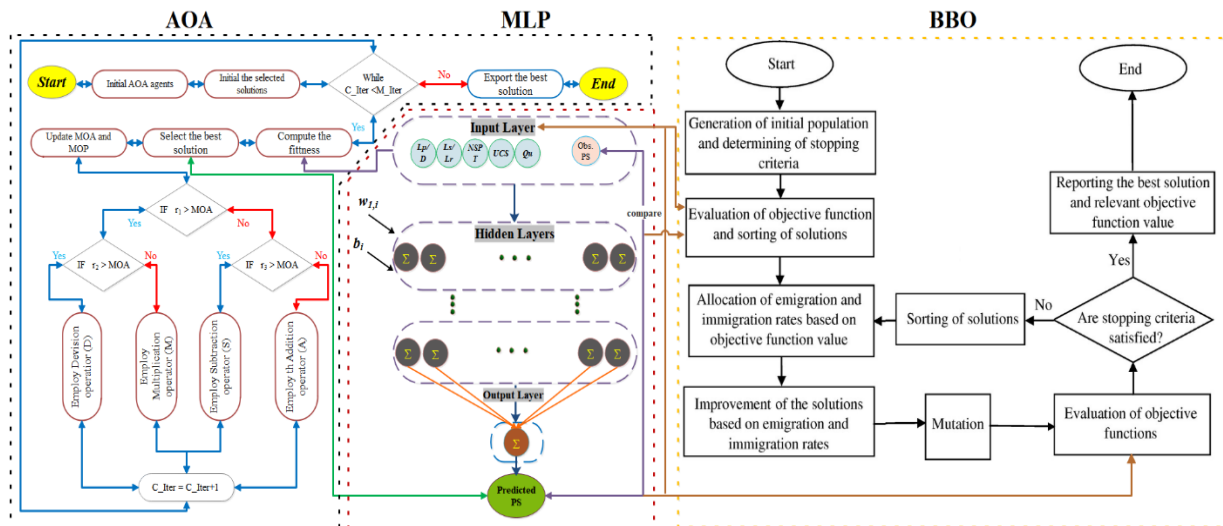 AOA
MLP
BBO
Start
Initial AOA agents
Initial the selected
solutions
While
C_Iter <M_Iter
No
Export the best
solution
End
Yes
Update MOA and
MOP
Select the best
solution
Compute the
fittness
IF r1 > MOA
Yes
No
IF r2 > MOA
Yes
No
IF r3 > MOA
Yes
No
Employ Devision
operatior (D)
Employ
Multiplication
operatior (M)
Employ Subtraction
operatior (S)
Employ th Addition
operatior (A)
C_Iter = C_Iter+1
Input Layer
Lp/
D
Ls/
Lr
NSP
T
UCS
Qu
Obs.
PS
w1,i
bi
Hidden Layers
Σ Σ Σ Σ
Σ Σ Σ Σ
Output Layer
Σ
Predicted
PS
compare
Start
Generation of initial population
and determining of stopping
criteria
Evaluation of objective function
and sorting of solutions
Allocation of emigration and
immigration rates based on
objective function value
Improvement of the solutions
based on emigration and
immigration rates
Mutation
Evaluation of objective
functions
Are stopping criteria
satisfied?
No
Sorting of solutions
Yes
Reporting the best solution
and relevant objective
function value
End